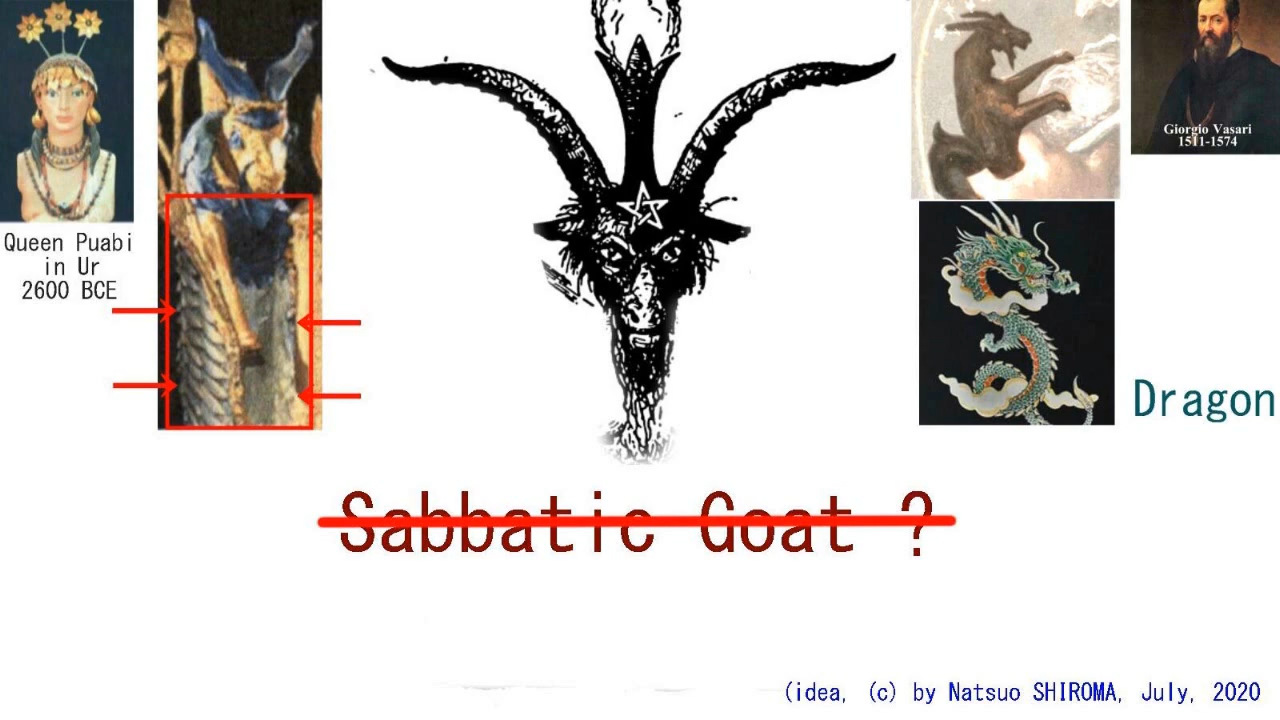 Queen Puabi
in Ur
2600 BCE
Giorgio Vasari
1511-1574
Dragon
Sabbatic Goat ?
(idea, (c) by Natsuo SHIROMA, July, 2020